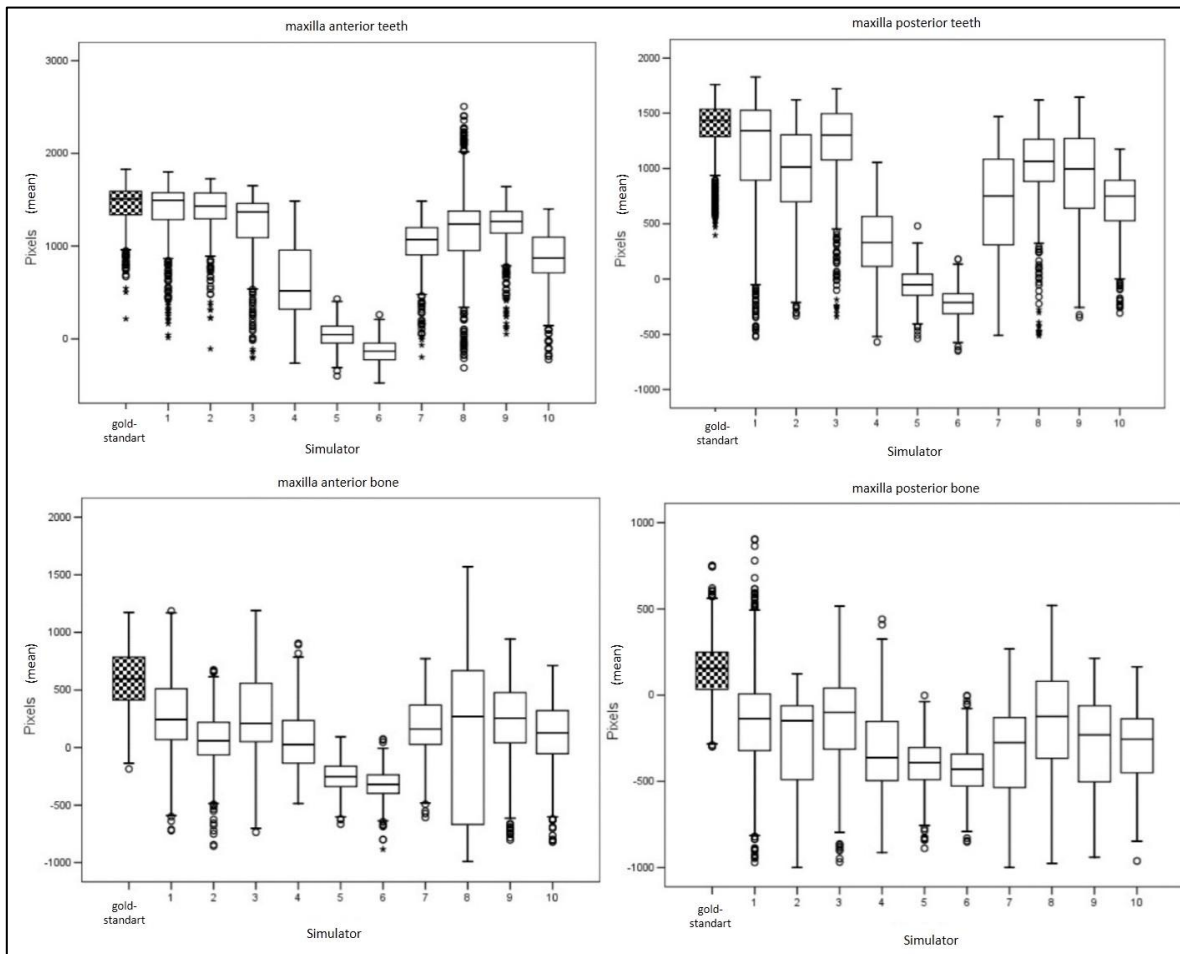 maxilla anterior teeth
3000
2000
1000
0
Pixels (mean)
gold-standart 1 2 3 4 5 6 7 8 9 10
Simulator
maxilla posterior teeth
2000
1500
1000
500
0
-500
-1000
Pixels (mean)
gold-standart 1 2 3 4 5 6 7 8 9 10
Simulator
maxilla anterior bone
2000
1500
1000
500
0
-500
-1000
Pixels (mean)
gold-standart 1 2 3 4 5 6 7 8 9 10
Simulator
maxilla posterior bone
1000
500
0
-500
-1000
Pixels (mean)
gold-standart 1 2 3 4 5 6 7 8 9 10
Simulator